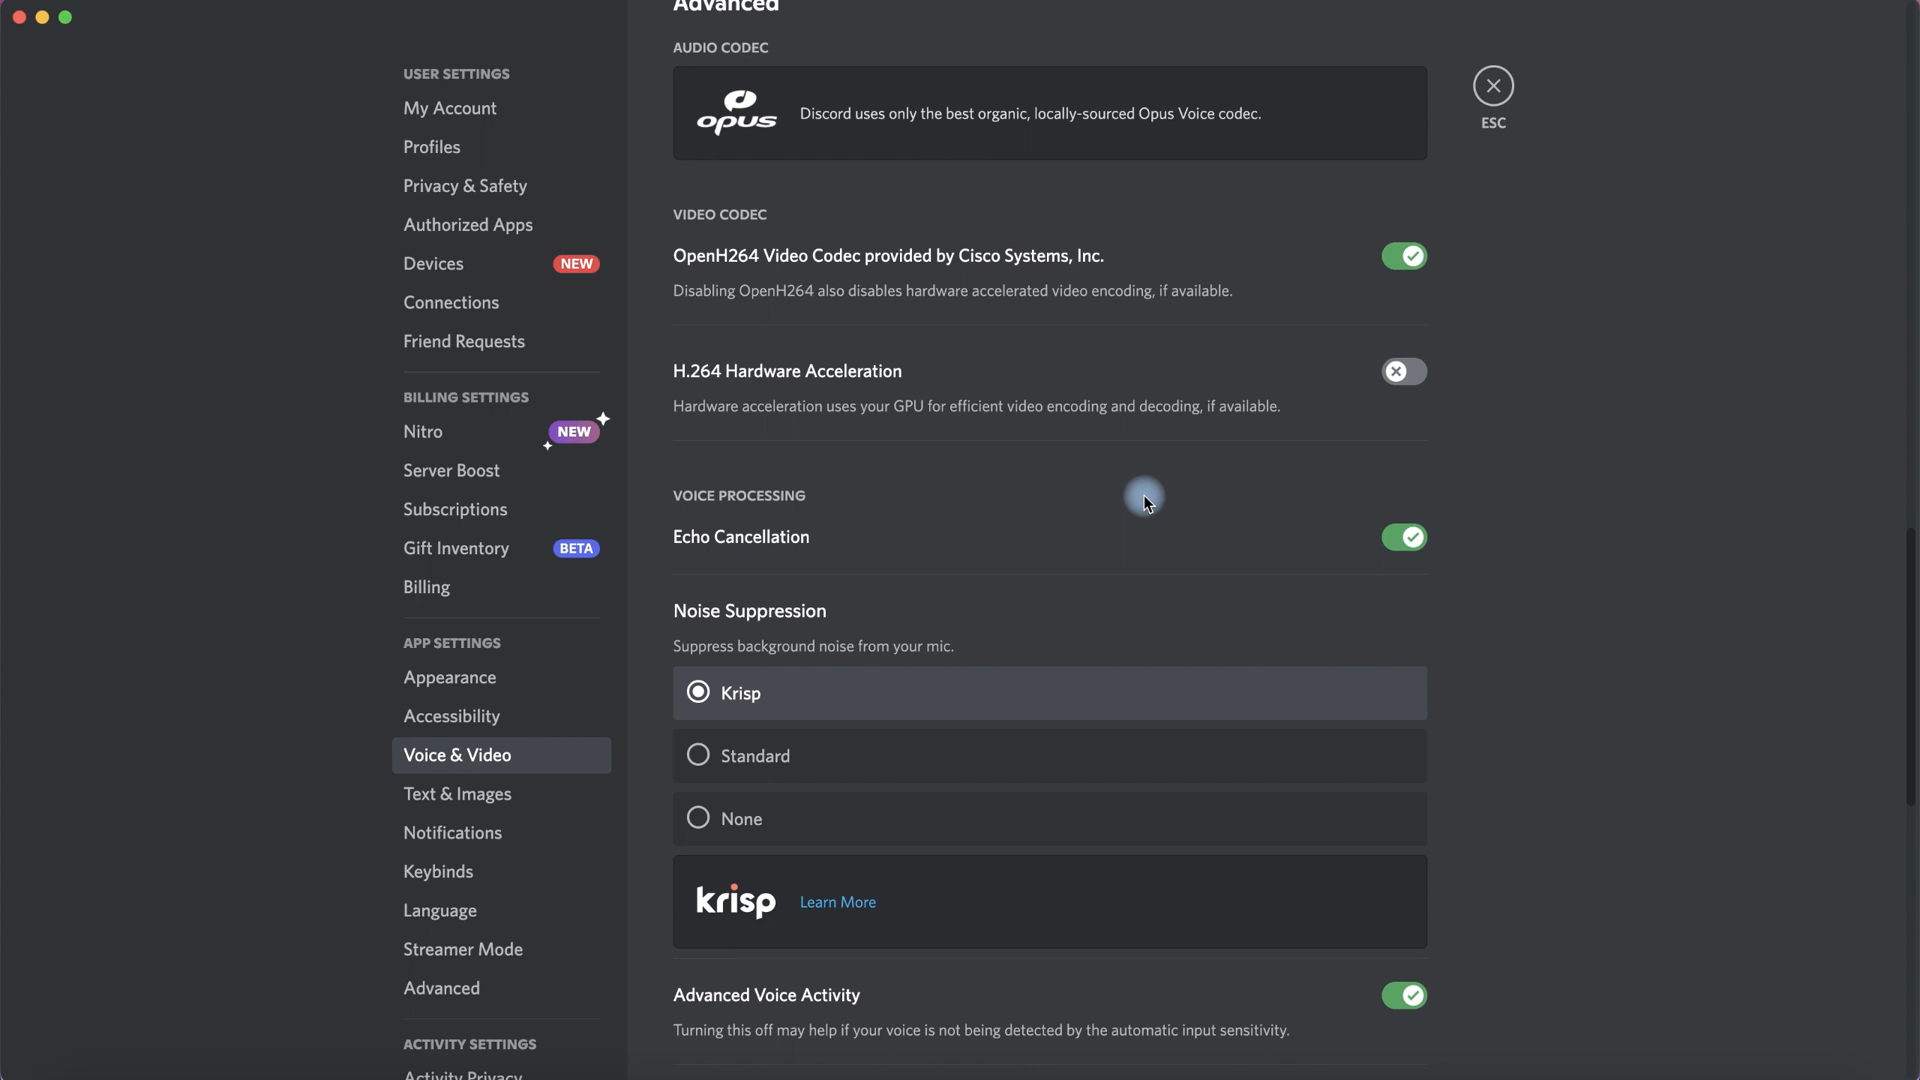 USER SETTINGS
My Account
Profiles
Privacy & Safety
Authorized Apps
Devices NEW
Connections
Friend Requests
BILLING SETTINGS
Nitro NEW
Server Boost
Subscriptions
Gift Inventory BETA
Billing
APP SETTINGS
Appearance
Accessibility
Voice & Video
Text & Images
Notifications
Keybinds
Language
Streamer Mode
Advanced
ACTIVITY SETTINGS
Activity Privacy
Advanced
AUDIO CODEC
opus Discord uses only the best organic, locally-sourced Opus Voice codec.
ESC
VIDEO CODEC
OpenH264 Video Codec provided by Cisco Systems, Inc.
Disabling OpenH264 also disables hardware accelerated video encoding, if available.
H.264 Hardware Acceleration
Hardware acceleration uses your GPU for efficient video encoding and decoding, if available.
VOICE PROCESSING
Echo Cancellation
Noise Suppression
Suppress background noise from your mic.
Krisp
Standard
None
krisp Learn More
Advanced Voice Activity
Turning this off may help if your voice is not being detected by the automatic input sensitivity.